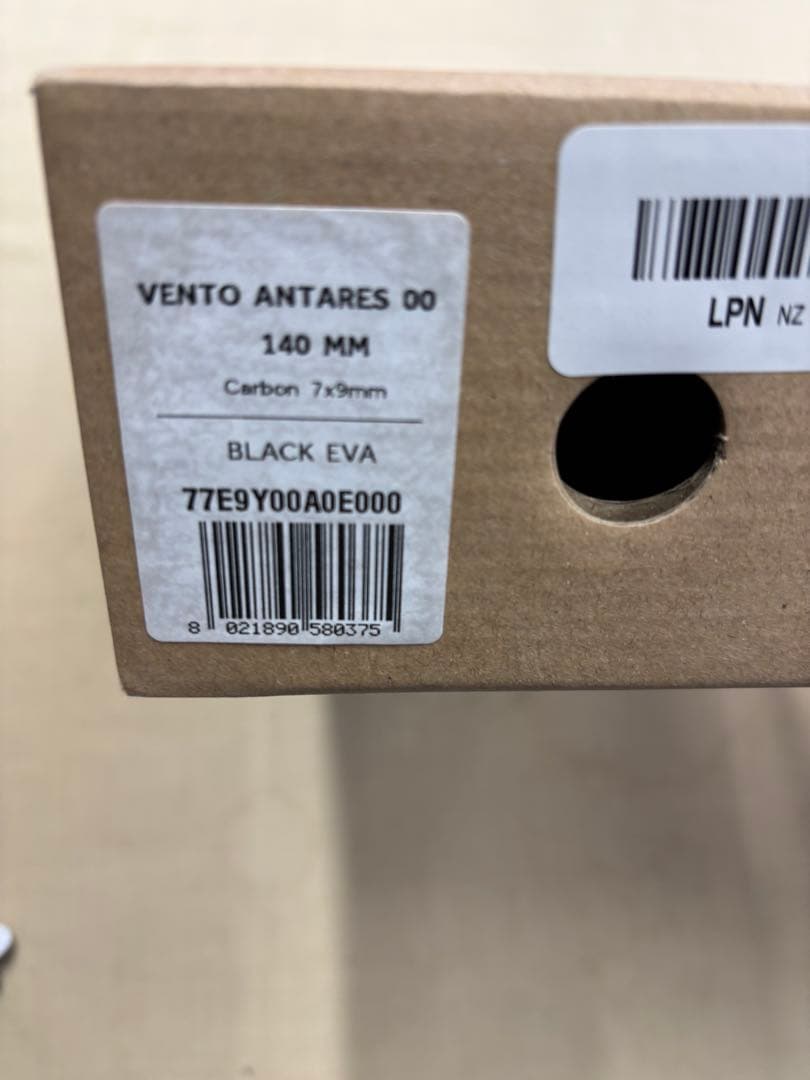 VENTO ANTARES 00
140 MM
Carbon 7x9mm
BLACK EVA
77E9Y00A0E000
8 021890 580375
LPN NZ